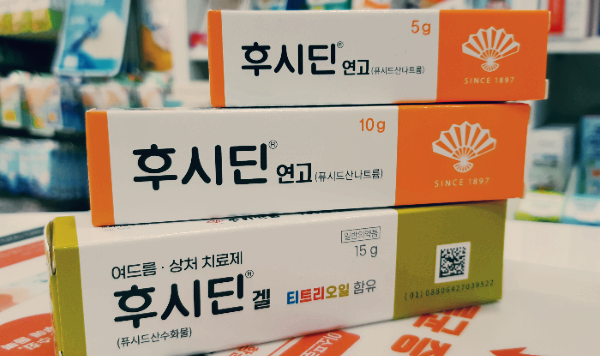 5g
후시딘® 연고 (퓨시드산나트륨)
SINCE 1897
10g
후시딘® 연고 (퓨시드산나트륨)
SINCE 1897
일반의약품
15g
여드름·상처 치료제
후시딘® 겔 티트리오일 함유
(퓨시드산수화물)
(01)08806427039522